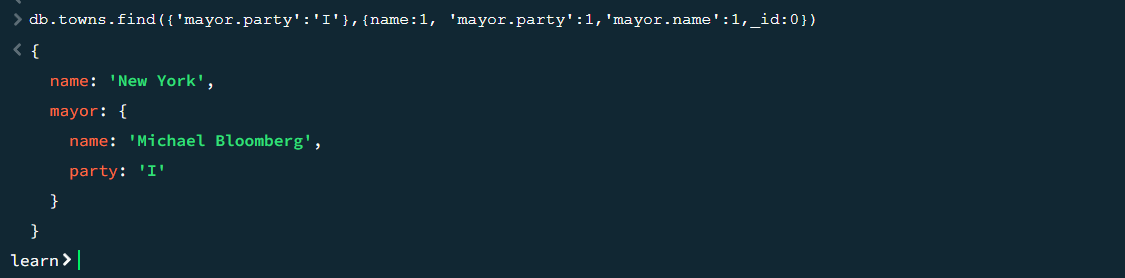 > db.towns.find({'mayor.party':'I'},{name:1, 'mayor.party':1,'mayor.name':1,_id:0})
< {
name: 'New York',
mayor: {
name: 'Michael Bloomberg',
party: 'I'
}
}
learn>